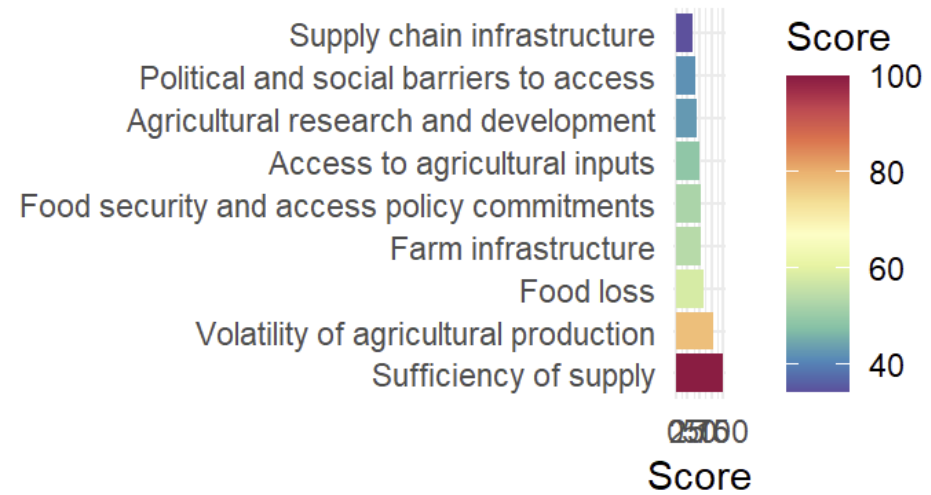 Supply chain infrastructure
Political and social barriers to access
Agricultural research and development
Access to agricultural inputs
Food security and access policy commitments
Farm infrastructure
Food loss
Volatility of agricultural production
Sufficiency of supply
Score
Score
100
80
60
40